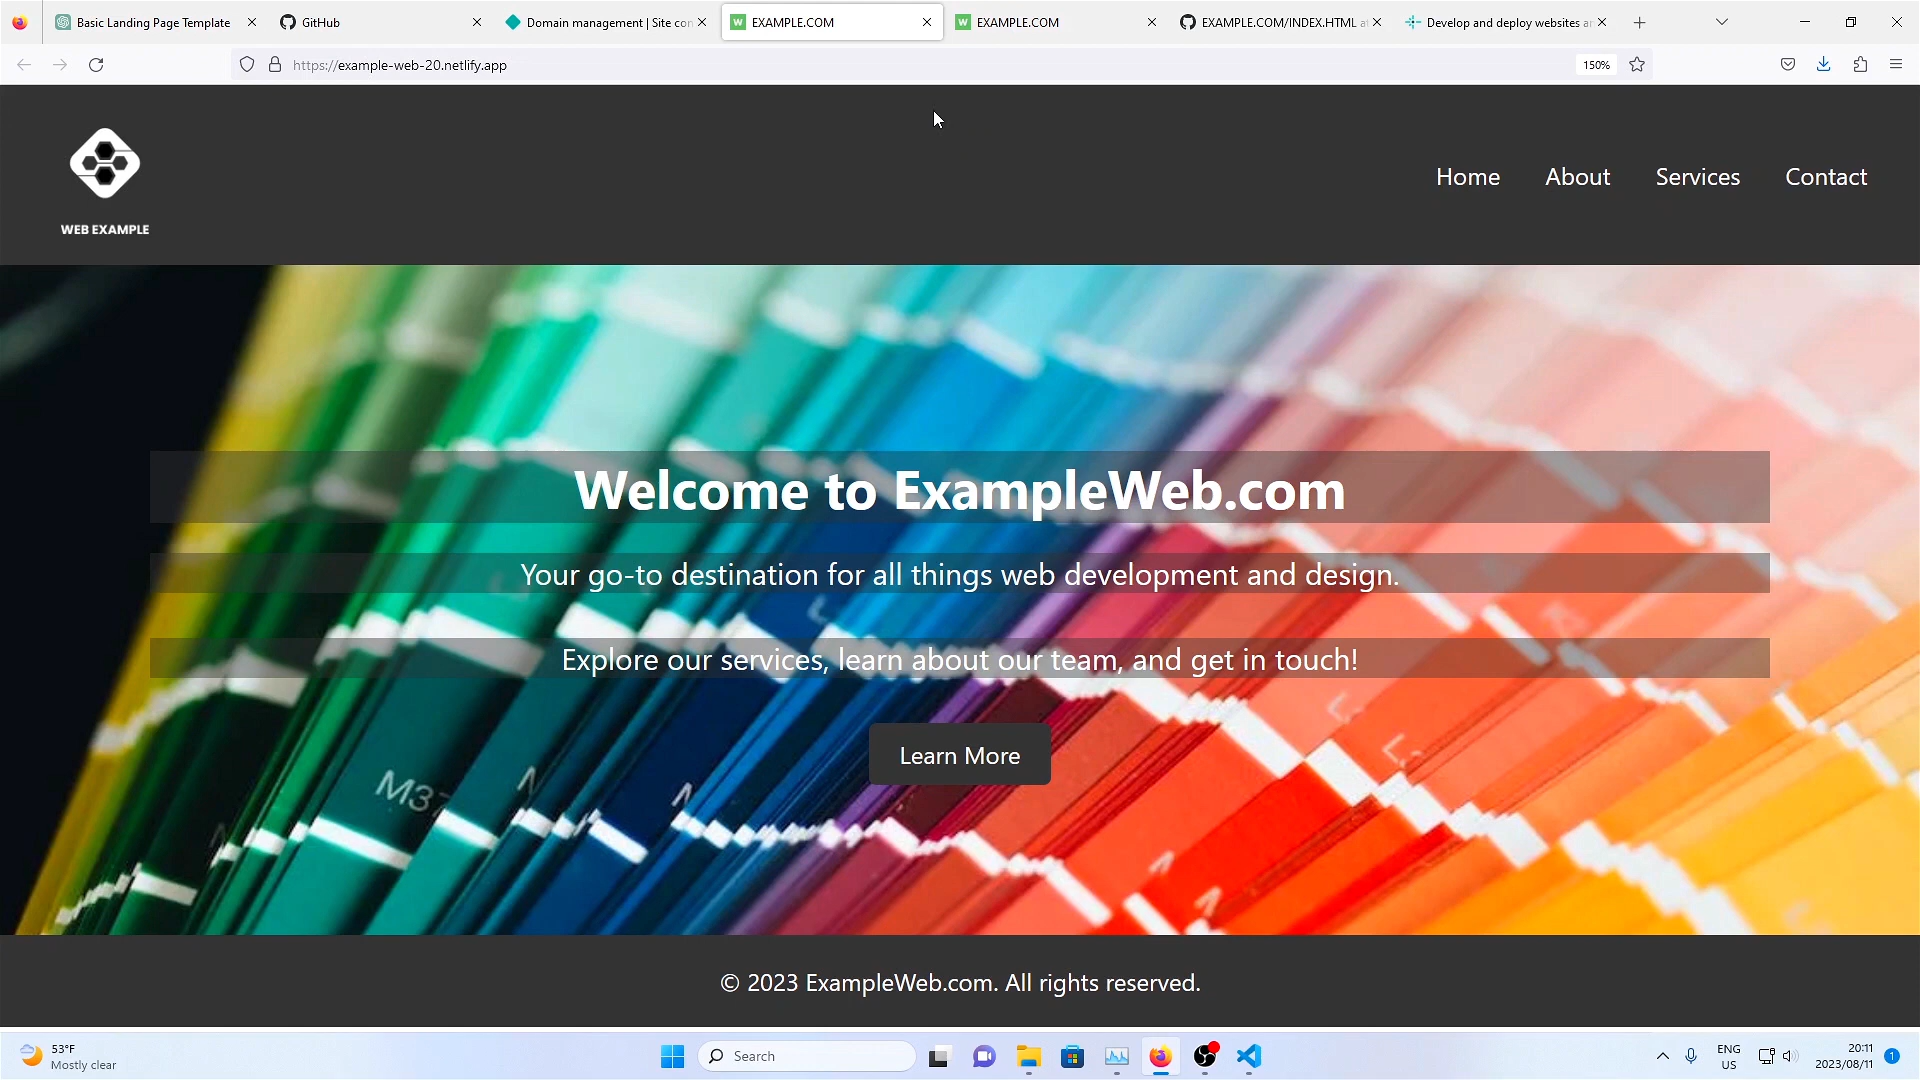 Basic Landing Page Template
GitHub
Domain management | Site con
EXAMPLE.COM
EXAMPLE.COM
EXAMPLE.COM/INDEX.HTML at
Develop and deploy websites an
https://example-web-20.netlify.app
150%
WEB EXAMPLE
Home
About
Services
Contact
Welcome to ExampleWeb.com
Your go-to destination for all things web development and design.
Explore our services, learn about our team, and get in touch!
Learn More
M37
© 2023 ExampleWeb.com. All rights reserved.
53°F
Mostly clear
Search
ENG
US
20:11
2023/08/11
1